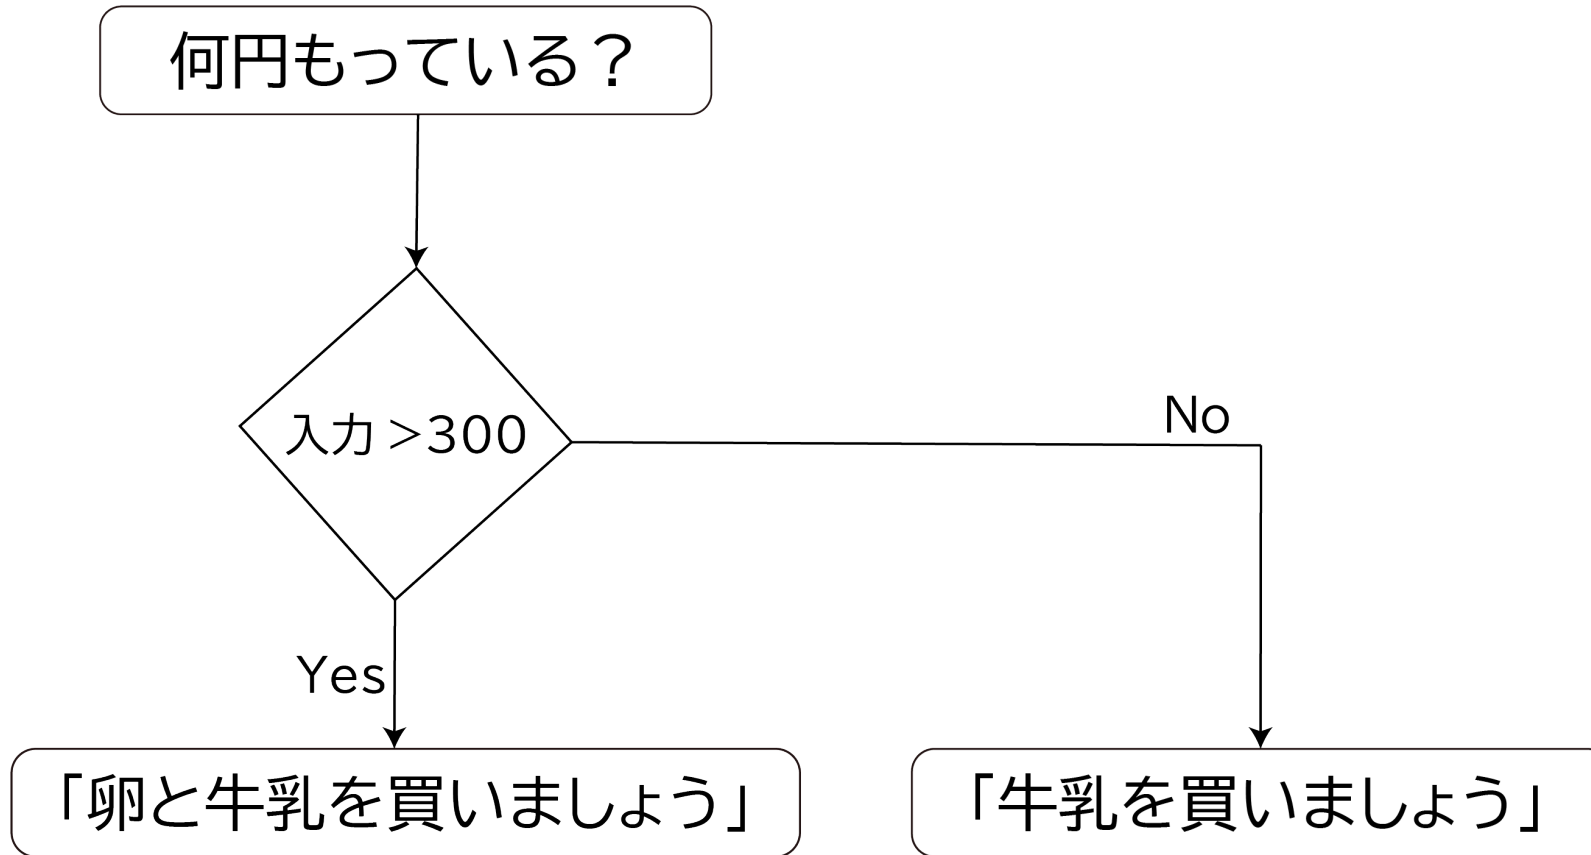 何円もっている？
入力 >300
No
Yes
「卵と牛乳を買いましょう」
「牛乳を買いましょう」